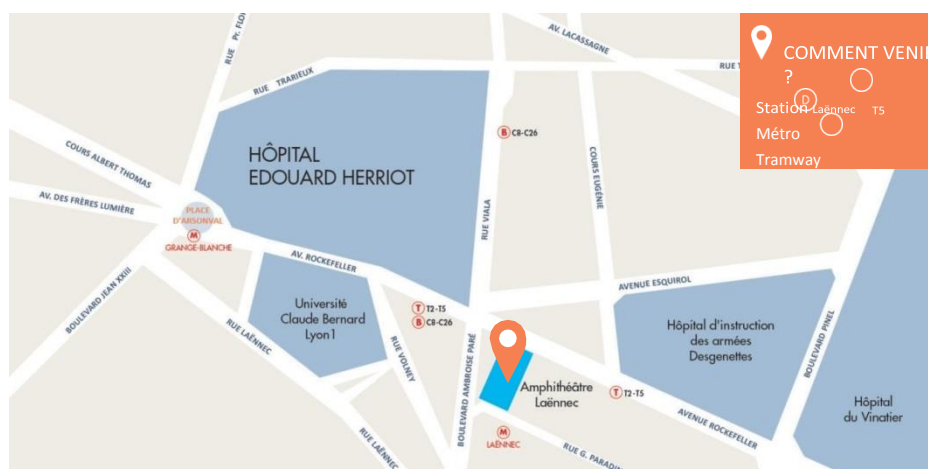 COMMENT VENI
?
Station
D
Laënnec
T5
Métro
Tramway
AV. LACASSAGNE
RUE T
RUE TRARIEUX
HÔPITAL
EDOUARD HERRIOT
B C8-C26
COURS ALBERT THOMAS
COURS EUGÉNIE
AV. DES FRÈRES LUMIÈRE
PLACE
D'ARSONVAL
M
GRANGE-BLANCHE
RUE VIALA
AV. ROCKEFELLER
BOULEVARD JEAN XXIII
AVENUE ESQUIROL
Université
Claude Bernard
Lyon1
T T2-T5
B C8-C26
RUE LAËNNEC
RUE VOLNEY
Hôpital d'instruction
des armées
Desgenettes
BOULEVARD PINEL
BOULEVARD AMBROISE PARÉ
Amphithéâtre
Laënnec
T T2-T5
Hôpital
du Vinatier
AVENUE ROCKEFELLER
M
LAËNNEC
RUE LAËNNEC
RUE G. PARADIN